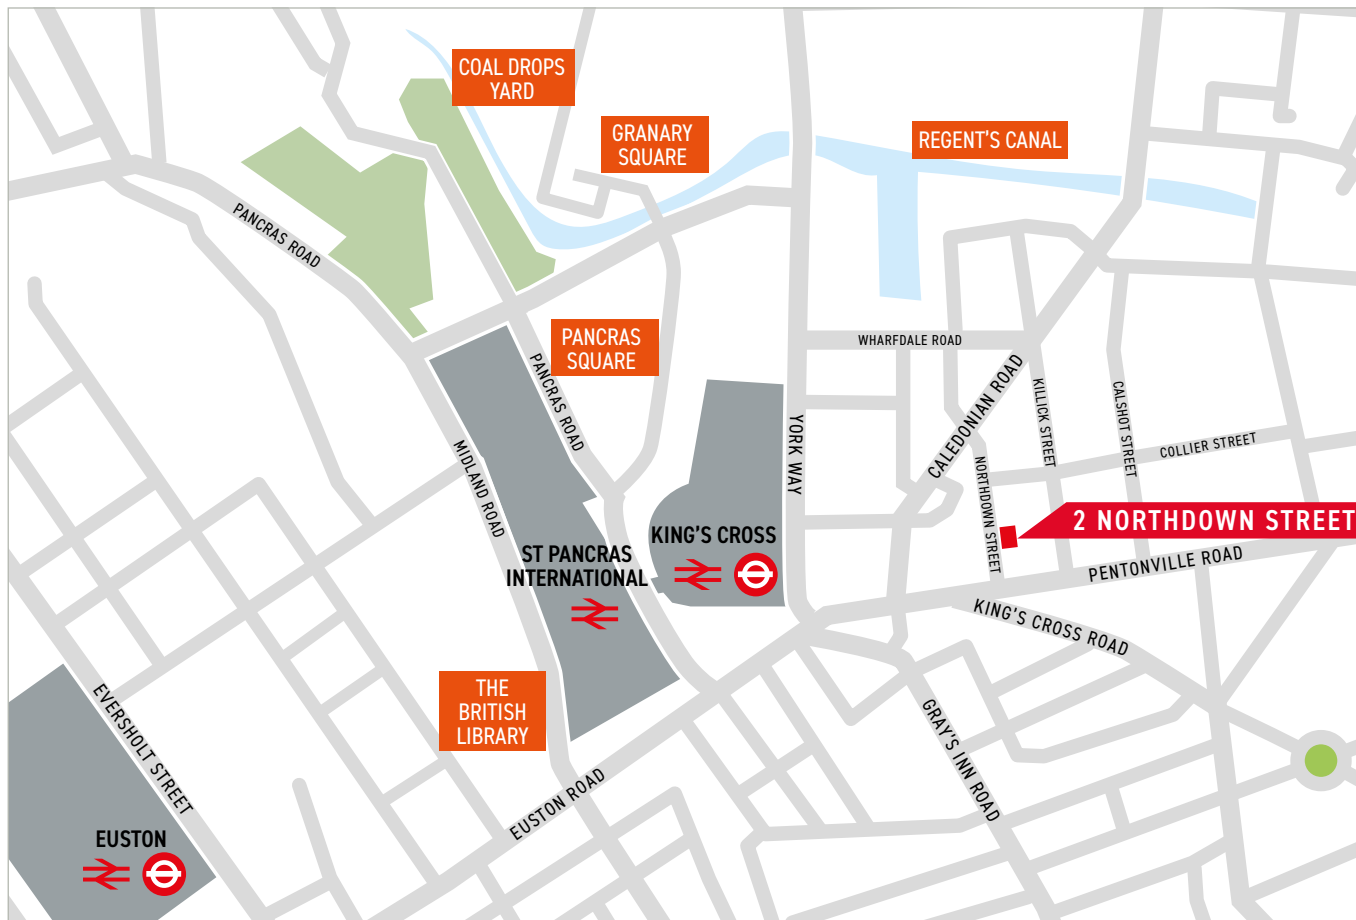 COAL DROPS
YARD
GRANARY
SQUARE
REGENT'S CANAL
PANCRAS ROAD
PANCRAS
SQUARE
WHARFDALE ROAD
PANCRAS ROAD
MIDLAND ROAD
YORK WAY
CALEDONIAN ROAD
KILLICK STREET
CALSHOT STREET
COLLIER STREET
NORTHDOWN STREET
2 NORTHDOWN STREET
KING'S CROSS
ST PANCRAS
INTERNATIONAL
PENTONVILLE ROAD
KING'S CROSS ROAD
THE
BRITISH
LIBRARY
EVERSHOLT STREET
GRAY'S INN ROAD
EUSTON ROAD
EUSTON